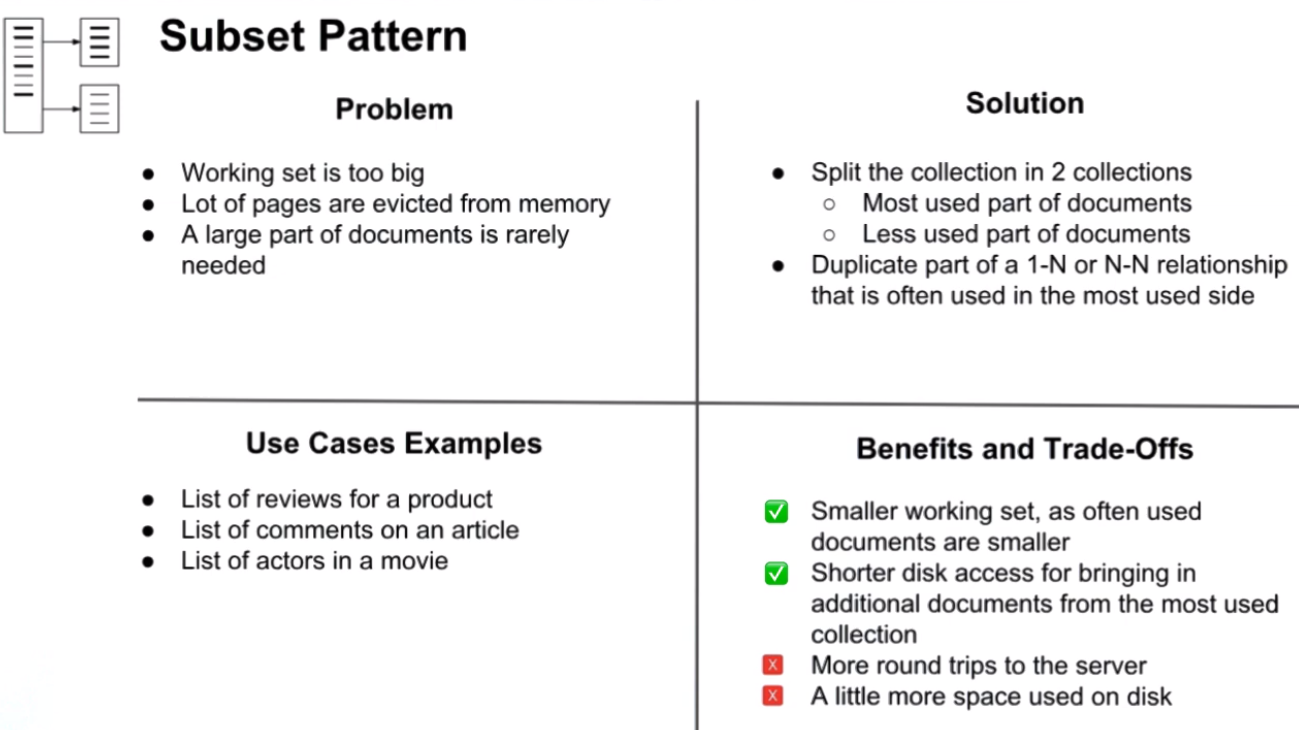 Subset Pattern
Problem
● Working set is too big
● Lot of pages are evicted from memory
● A large part of documents is rarely
needed
Solution
● Split the collection in 2 collections
○ Most used part of documents
○ Less used part of documents
● Duplicate part of a 1-N or N-N relationship
that is often used in the most used side
Use Cases Examples
● List of reviews for a product
● List of comments on an article
● List of actors in a movie
Benefits and Trade-Offs
✅ Smaller working set, as often used
documents are smaller
✅ Shorter disk access for bringing in
additional documents from the most used
collection
X More round trips to the server
X A little more space used on disk